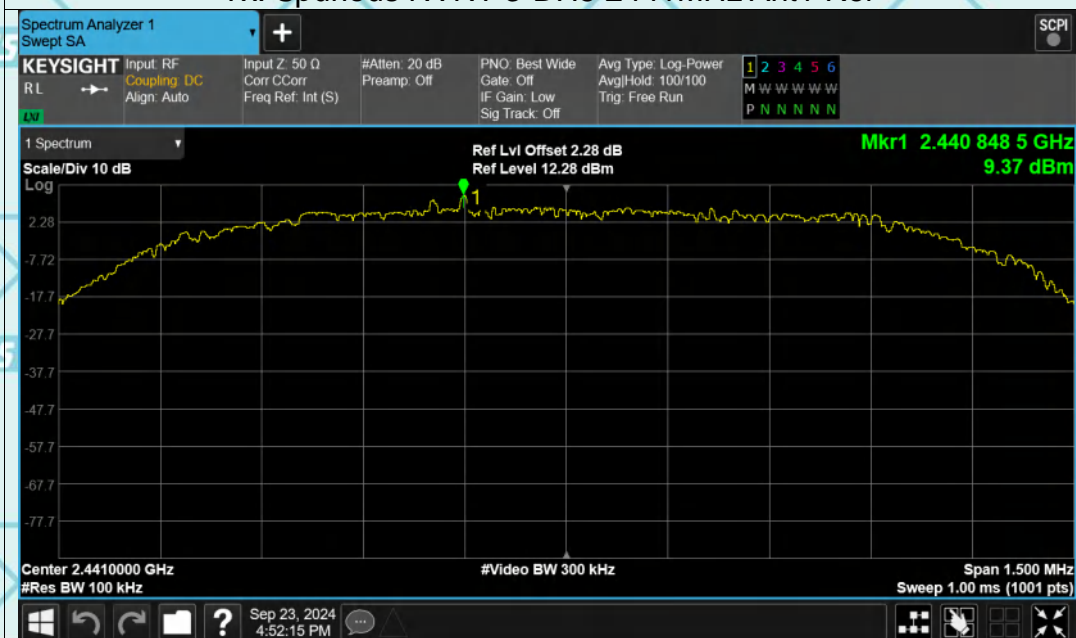 Spectrum Analyzer 1
Swept SA
+
SCPI
KEYSIGHT
RL
LXI
Input: RF
Coupling: DC
Align: Auto
Input Z: 50 Ω
Corr CCorr
Freq Ref: Int (S)
#Atten: 20 dB
Preamp: Off
PNO: Best Wide
Gate: Off
IF Gain: Low
Sig Track: Off
Avg Type: Log-Power
Avg|Hold: 100/100
Trig: Free Run
1 2 3 4 5 6
M W W W W W
P N N N N N
1 Spectrum
Scale/Div 10 dB
Ref Lvl Offset 2.28 dB
Ref Level 12.28 dBm
Mkr1 2.440 848 5 GHz
9.37 dBm
Log
1
2.28
-7.72
-17.7
-27.7
-37.7
-47.7
-57.7
-67.7
-77.7
Center 2.4410000 GHz
#Res BW 100 kHz
#Video BW 300 kHz
Span 1.500 MHz
Sweep 1.00 ms (1001 pts)
?
Sep 23, 2024
4:52:15 PM